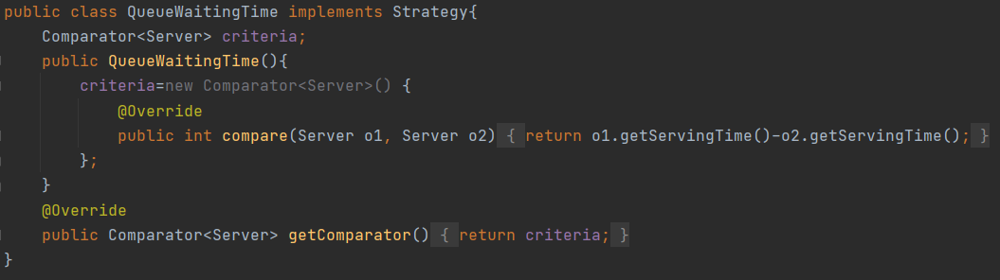 public class QueueWaitingTime implements Strategy{
    Comparator<Server> criteria;
    public QueueWaitingTime(){
        criteria=new Comparator<Server>() {
            @Override
            public int compare(Server o1, Server o2) { return o1.getServingTime()-o2.getServingTime(); }
        };
    }
    @Override
    public Comparator<Server> getComparator() { return criteria; }
}